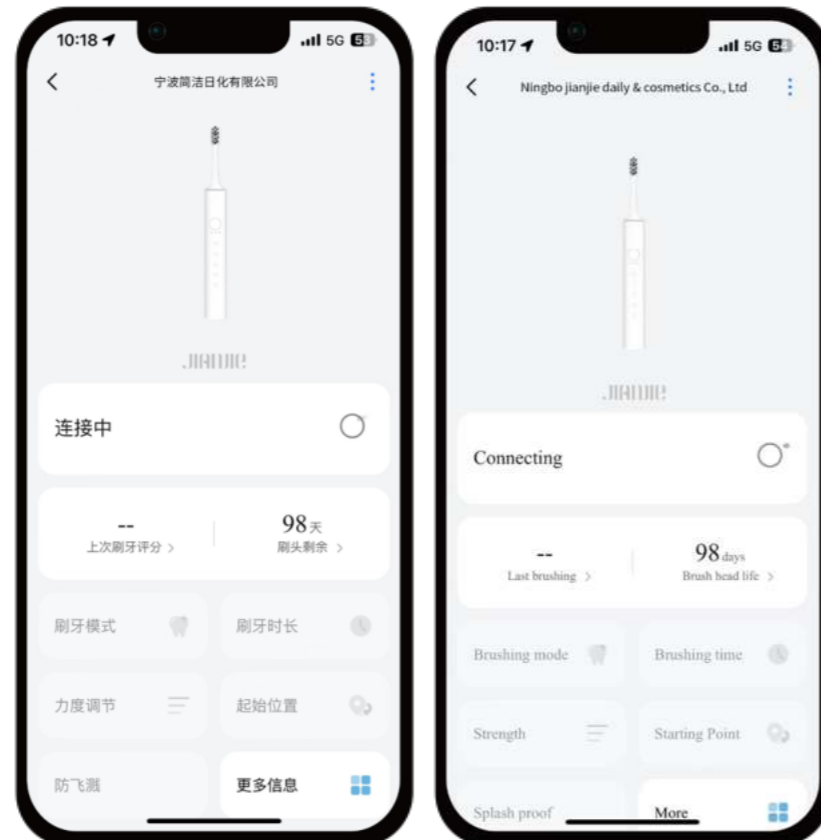 10:18
5G 53
宁波简洁日化有限公司
JIANJIE
连接中
--
98天
上次刷牙评分 >
刷头剩余 >
刷牙模式
刷牙时长
力度调节
起始位置
防飞溅
更多信息
10:17
5G 54
Ningbo jianjie daily & cosmetics Co., Ltd
JIANJIE
Connecting
--
98 days
Last brushing >
Brush head life >
Brushing mode
Brushing time
Strength
Starting Point
Splash proof
More